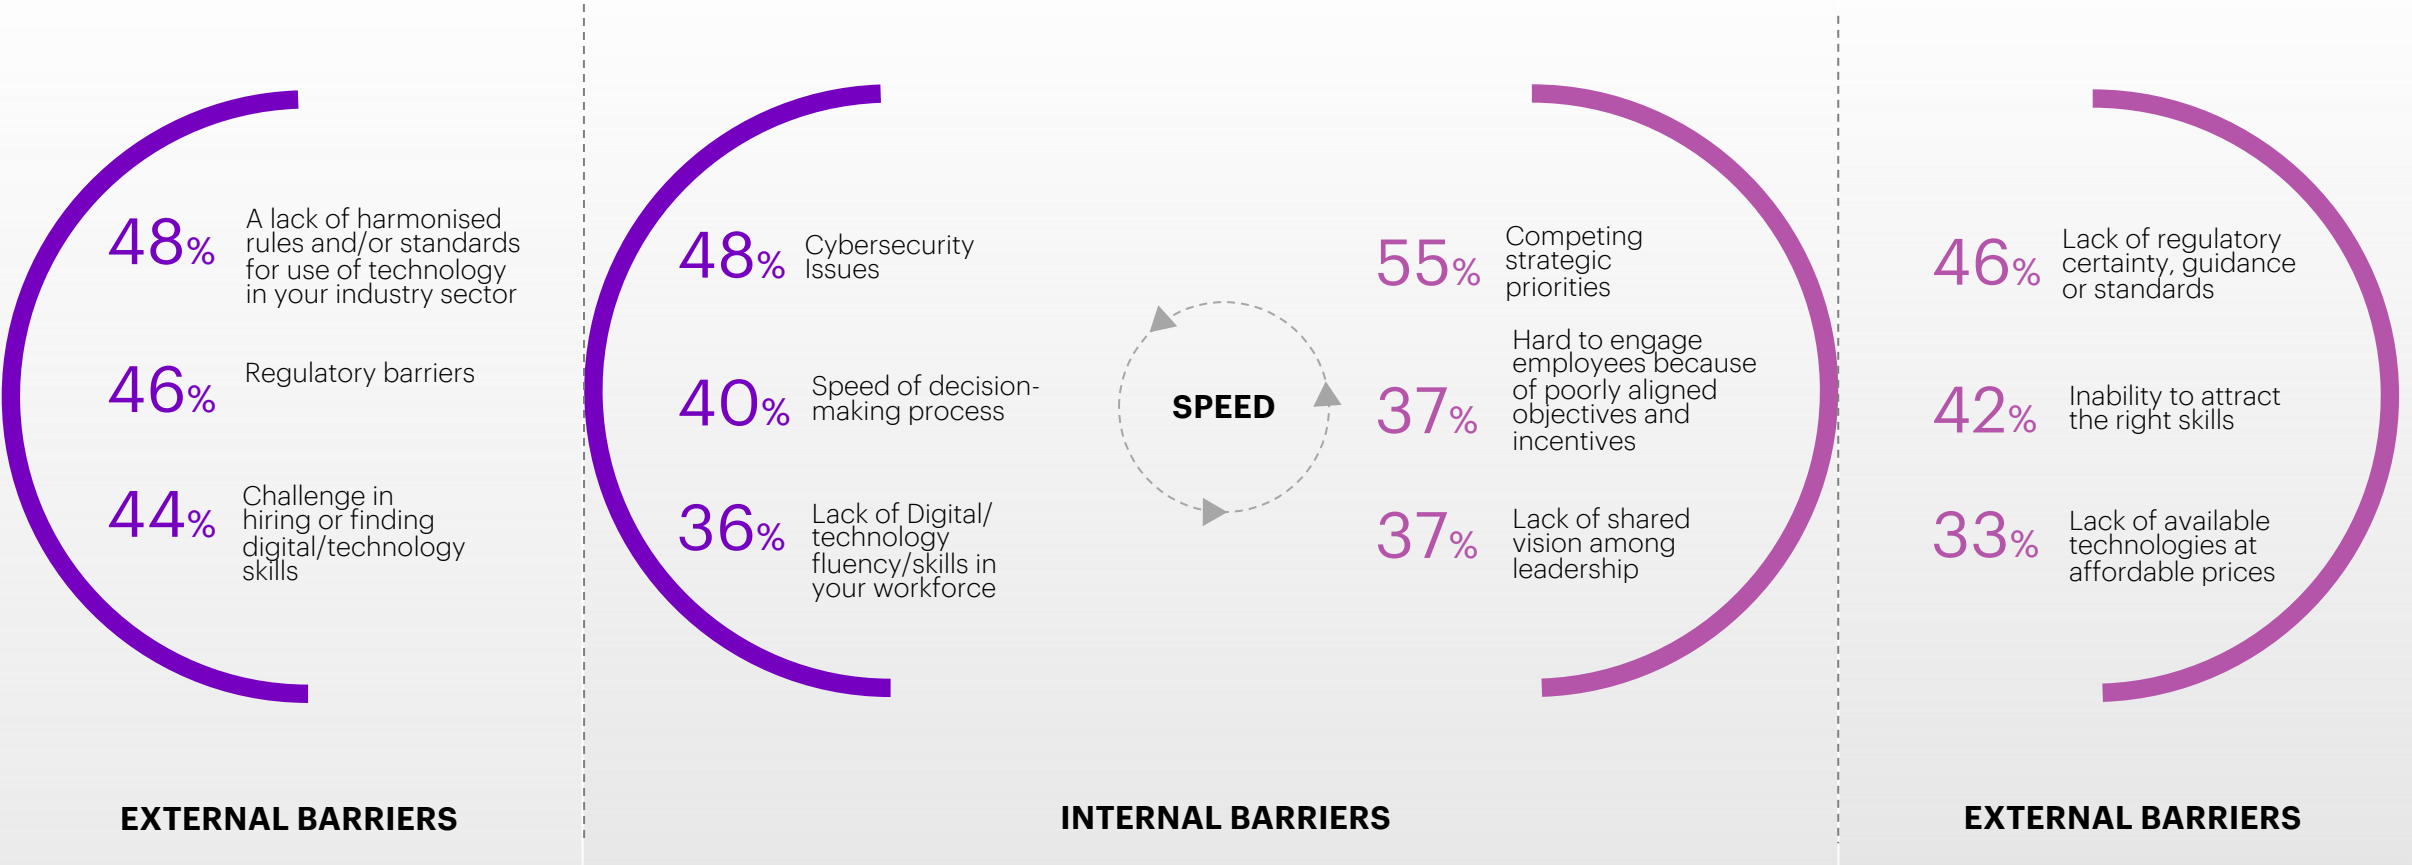 48%
A lack of harmonised
rules and/or standards
for use of technology
in your industry sector
46%
Regulatory barriers
44%
Challenge in
hiring or finding
digital/technology
skills
EXTERNAL BARRIERS
48%
Cybersecurity
Issues
40%
Speed of decision-
making process
36%
Lack of Digital/
technology
fluency/skills in
your workforce
SPEED
55%
Competing
strategic
priorities
37%
Hard to engage
employees because
of poorly aligned
objectives and
incentives
37%
Lack of shared
vision among
leadership
INTERNAL BARRIERS
46%
Lack of regulatory
certainty, guidance
or standards
42%
Inability to attract
the right skills
33%
Lack of available
technologies at
affordable prices
EXTERNAL BARRIERS